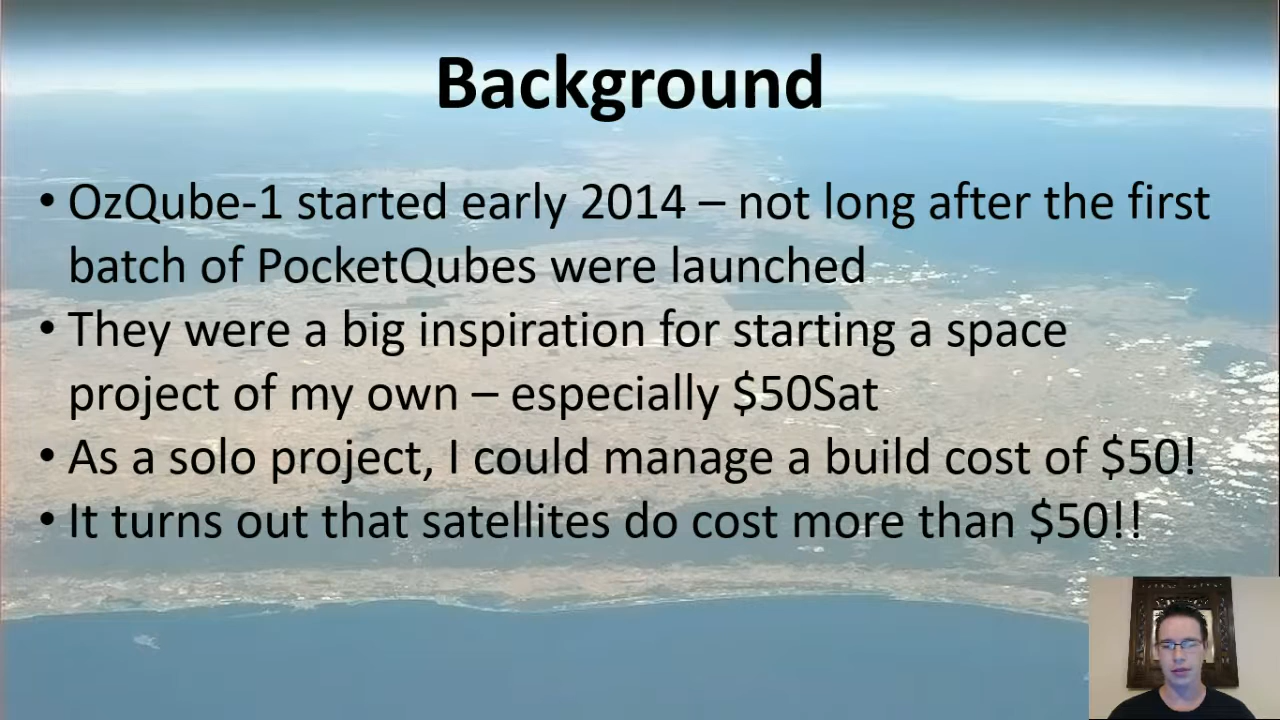 Background
• OzQube-1 started early 2014 – not long after the first
batch of PocketQubes were launched
• They were a big inspiration for starting a space
project of my own – especially $50Sat
• As a solo project, I could manage a build cost of $50!
• It turns out that satellites do cost more than $50!!